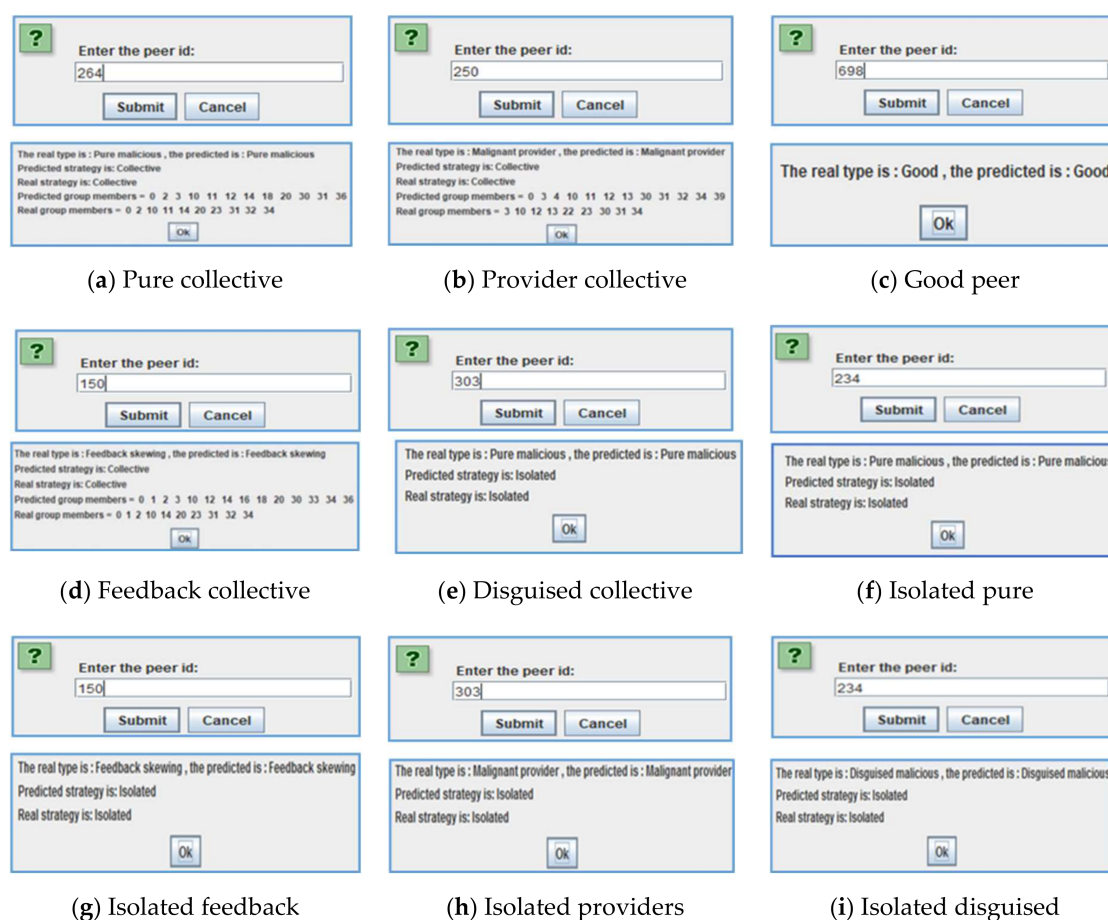 ?
Enter the peer id:
264
Submit Cancel
The real type is : Pure malicious , the predicted is : Pure malicious
Predicted strategy is: Collective
Real strategy is: Collective
Predicted group members = 0 2 3 10 11 12 14 18 20 30 31 36
Real group members = 0 2 10 11 14 20 23 31 32 34
Ok
(a) Pure collective
?
Enter the peer id:
250
Submit Cancel
The real type is : Malignant provider , the predicted is : Malignant provider
Predicted strategy is: Collective
Real strategy is: Collective
Predicted group members = 0 3 4 10 11 12 13 30 31 32 34 39
Real group members = 3 10 12 13 22 23 30 31 34
Ok
(b) Provider collective
?
Enter the peer id:
698
Submit Cancel
The real type is : Good , the predicted is : Good
Ok
(c) Good peer
?
Enter the peer id:
150
Submit Cancel
The real type is : Feedback skewing , the predicted is : Feedback skewing
Predicted strategy is: Collective
Real strategy is: Collective
Predicted group members = 0 1 2 3 10 12 14 16 18 20 30 33 34 36
Real group members = 0 1 2 10 14 20 23 31 32 34
Ok
(d) Feedback collective
?
Enter the peer id:
303
Submit Cancel
The real type is : Pure malicious , the predicted is : Pure malicious
Predicted strategy is: Isolated
Real strategy is: Isolated
Ok
(e) Disguised collective
?
Enter the peer id:
234
Submit Cancel
The real type is : Pure malicious , the predicted is : Pure maliciou
Predicted strategy is: Isolated
Real strategy is: Isolated
Ok
(f) Isolated pure
?
Enter the peer id:
150
Submit Cancel
The real type is : Feedback skewing , the predicted is : Feedback skewing
Predicted strategy is: Isolated
Real strategy is: Isolated
Ok
(g) Isolated feedback
?
Enter the peer id:
303
Submit Cancel
The real type is : Malignant provider , the predicted is : Malignant provider
Predicted strategy is: Isolated
Real strategy is: Isolated
Ok
(h) Isolated providers
?
Enter the peer id:
234
Submit Cancel
The real type is : Disguised malicious , the predicted is : Disguised malicious
Predicted strategy is: Isolated
Real strategy is: Isolated
Ok
(i) Isolated disguised